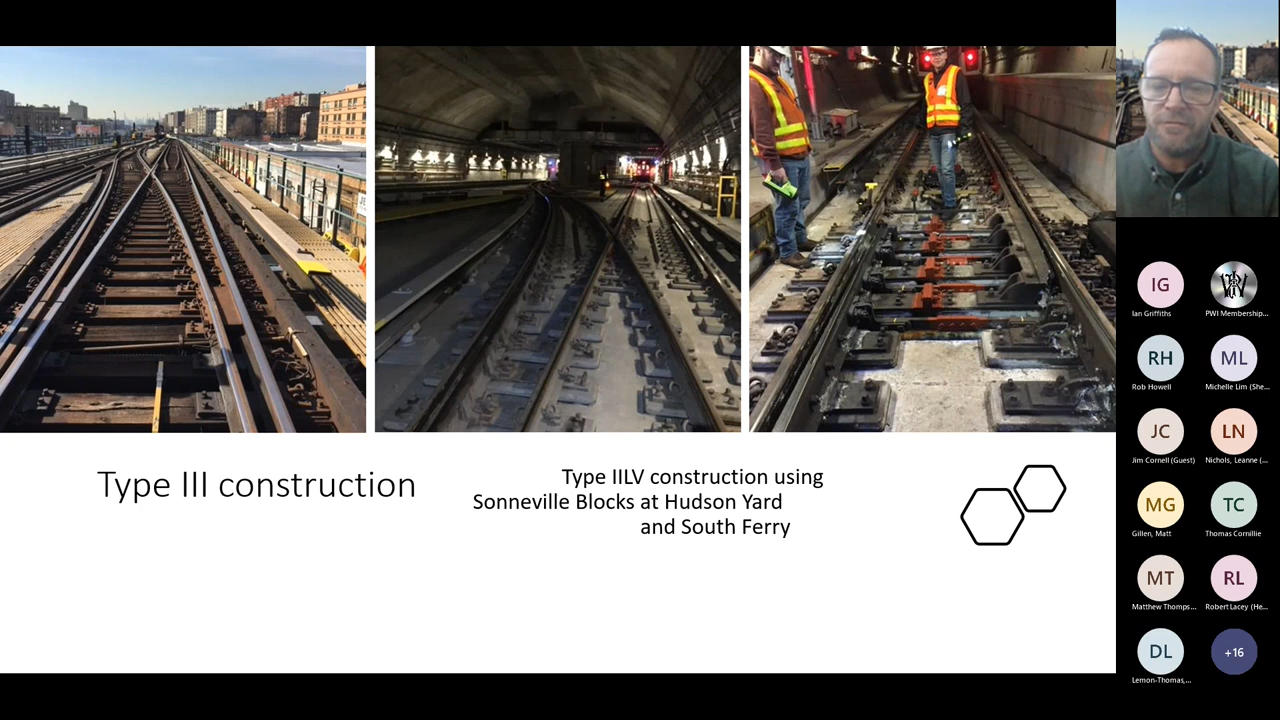 Type III construction
Type IILV construction using
Sonneville Blocks at Hudson Yard
and South Ferry
IG
Ian Griffiths
PWI Membership...
RH
Rob Howell
ML
Michelle Lim (She...
JC
Jim Cornell (Guest)
LN
Nichols, Leanne (...
MG
Gillen, Matt
TC
Thomas Cornillie
MT
Matthew Thomps...
RL
Robert Lacey (He...
DL
Lemon-Thomas,...
+16